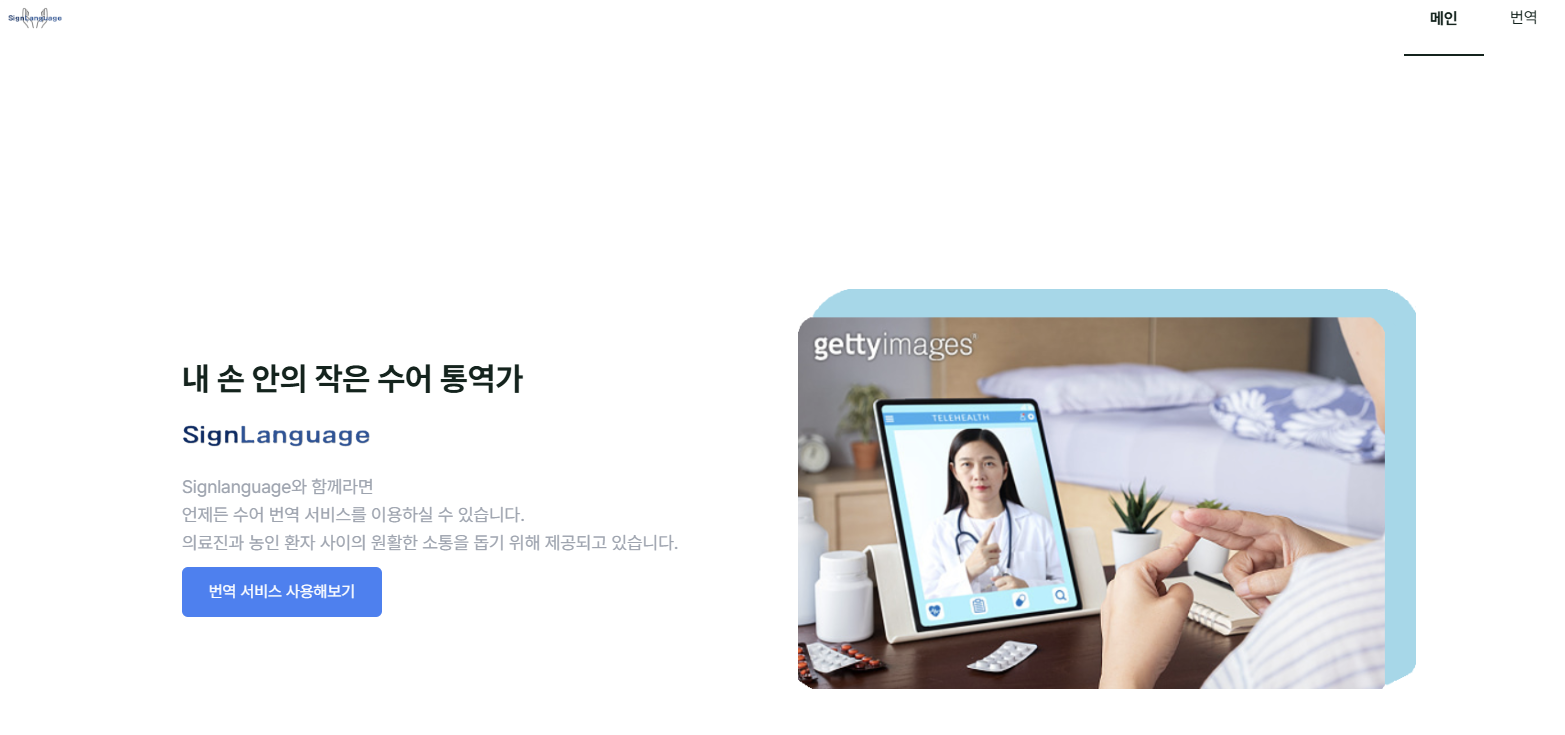 SignLanguage
메인
번역
내 손 안의 작은 수어 통역가
SignLanguage
Signlanguage와 함께라면
언제든 수어 번역 서비스를 이용하실 수 있습니다.
의료진과 농인 환자 사이의 원활한 소통을 돕기 위해 제공되고 있습니다.
번역 서비스 사용해보기
gettyimages
TELEHEALTH